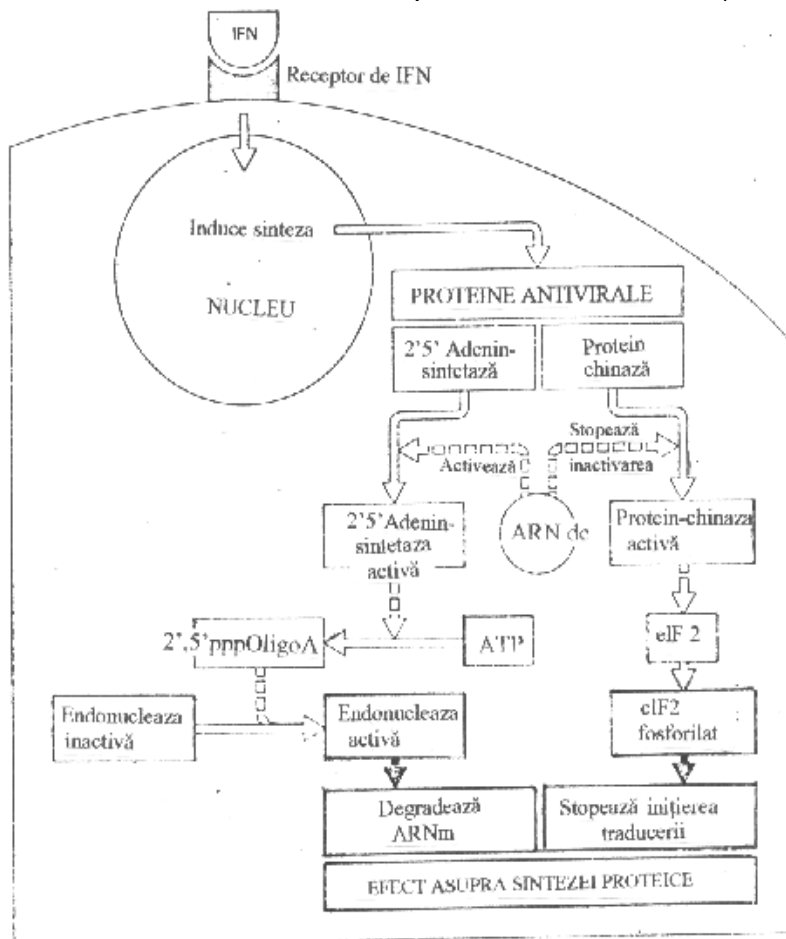 IFN
Receptor de IFN
Induce sinteza
NUCLEU
PROTEINE ANTIVIRALE
2'5' Adenin-
sintetază
Protein
chinază
Stopează
Activează
inactivarea
2'5'Adenin-
sintetaza
activă
ARN dc
Protein-chinaza
activă
2',5'pppOligoA
ATP
eIF 2
Endonucleaza
inactivă
Endonucleaza
activă
eIF2
fosforilat
Degradează
ARNm
Stopează iniţierea
traducerii
EFECT ASUPRA SINTEZEI PROTEICE